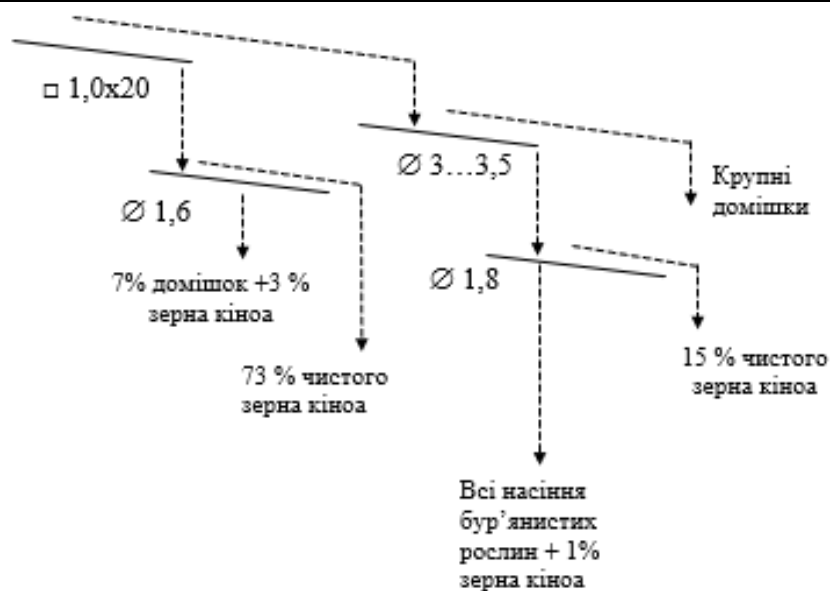 □ 1,0х20
∅ 3…3,5
Крупні
домішки
∅ 1,6
∅ 1,8
7% домішок +3 %
зерна кіноа
73 % чистого
зерна кіноа
15 % чистого
зерна кіноа
Всі насіння
бур’янистих
рослин + 1%
зерна кіноа